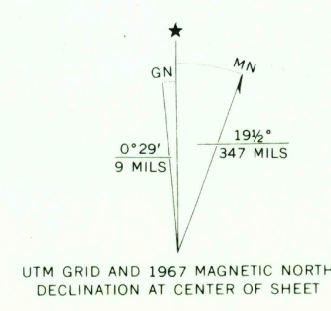 ★
GN
MN
0°29′
9 MILS
19½°
347 MILS
UTM GRID AND 1967 MAGNETIC NORTH
DECLINATION AT CENTER OF SHEET